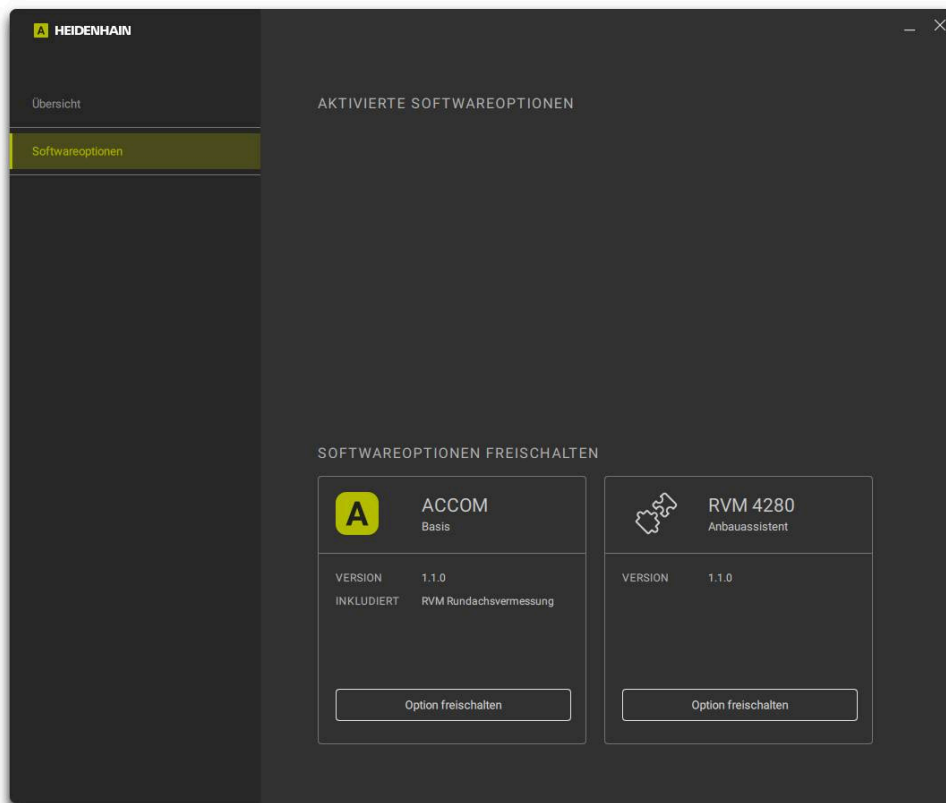 A HEIDENHAIN
Übersicht
Softwareoptionen
AKTIVIERTE SOFTWAREOPTIONEN
SOFTWAREOPTIONEN FREISCHALTEN
A
ACCOM
Basis
VERSION 1.1.0
INKLUDIERT RVM Rundachsvermessung
Option freischalten
RVM 4280
Anbauassistent
VERSION 1.1.0
Option freischalten